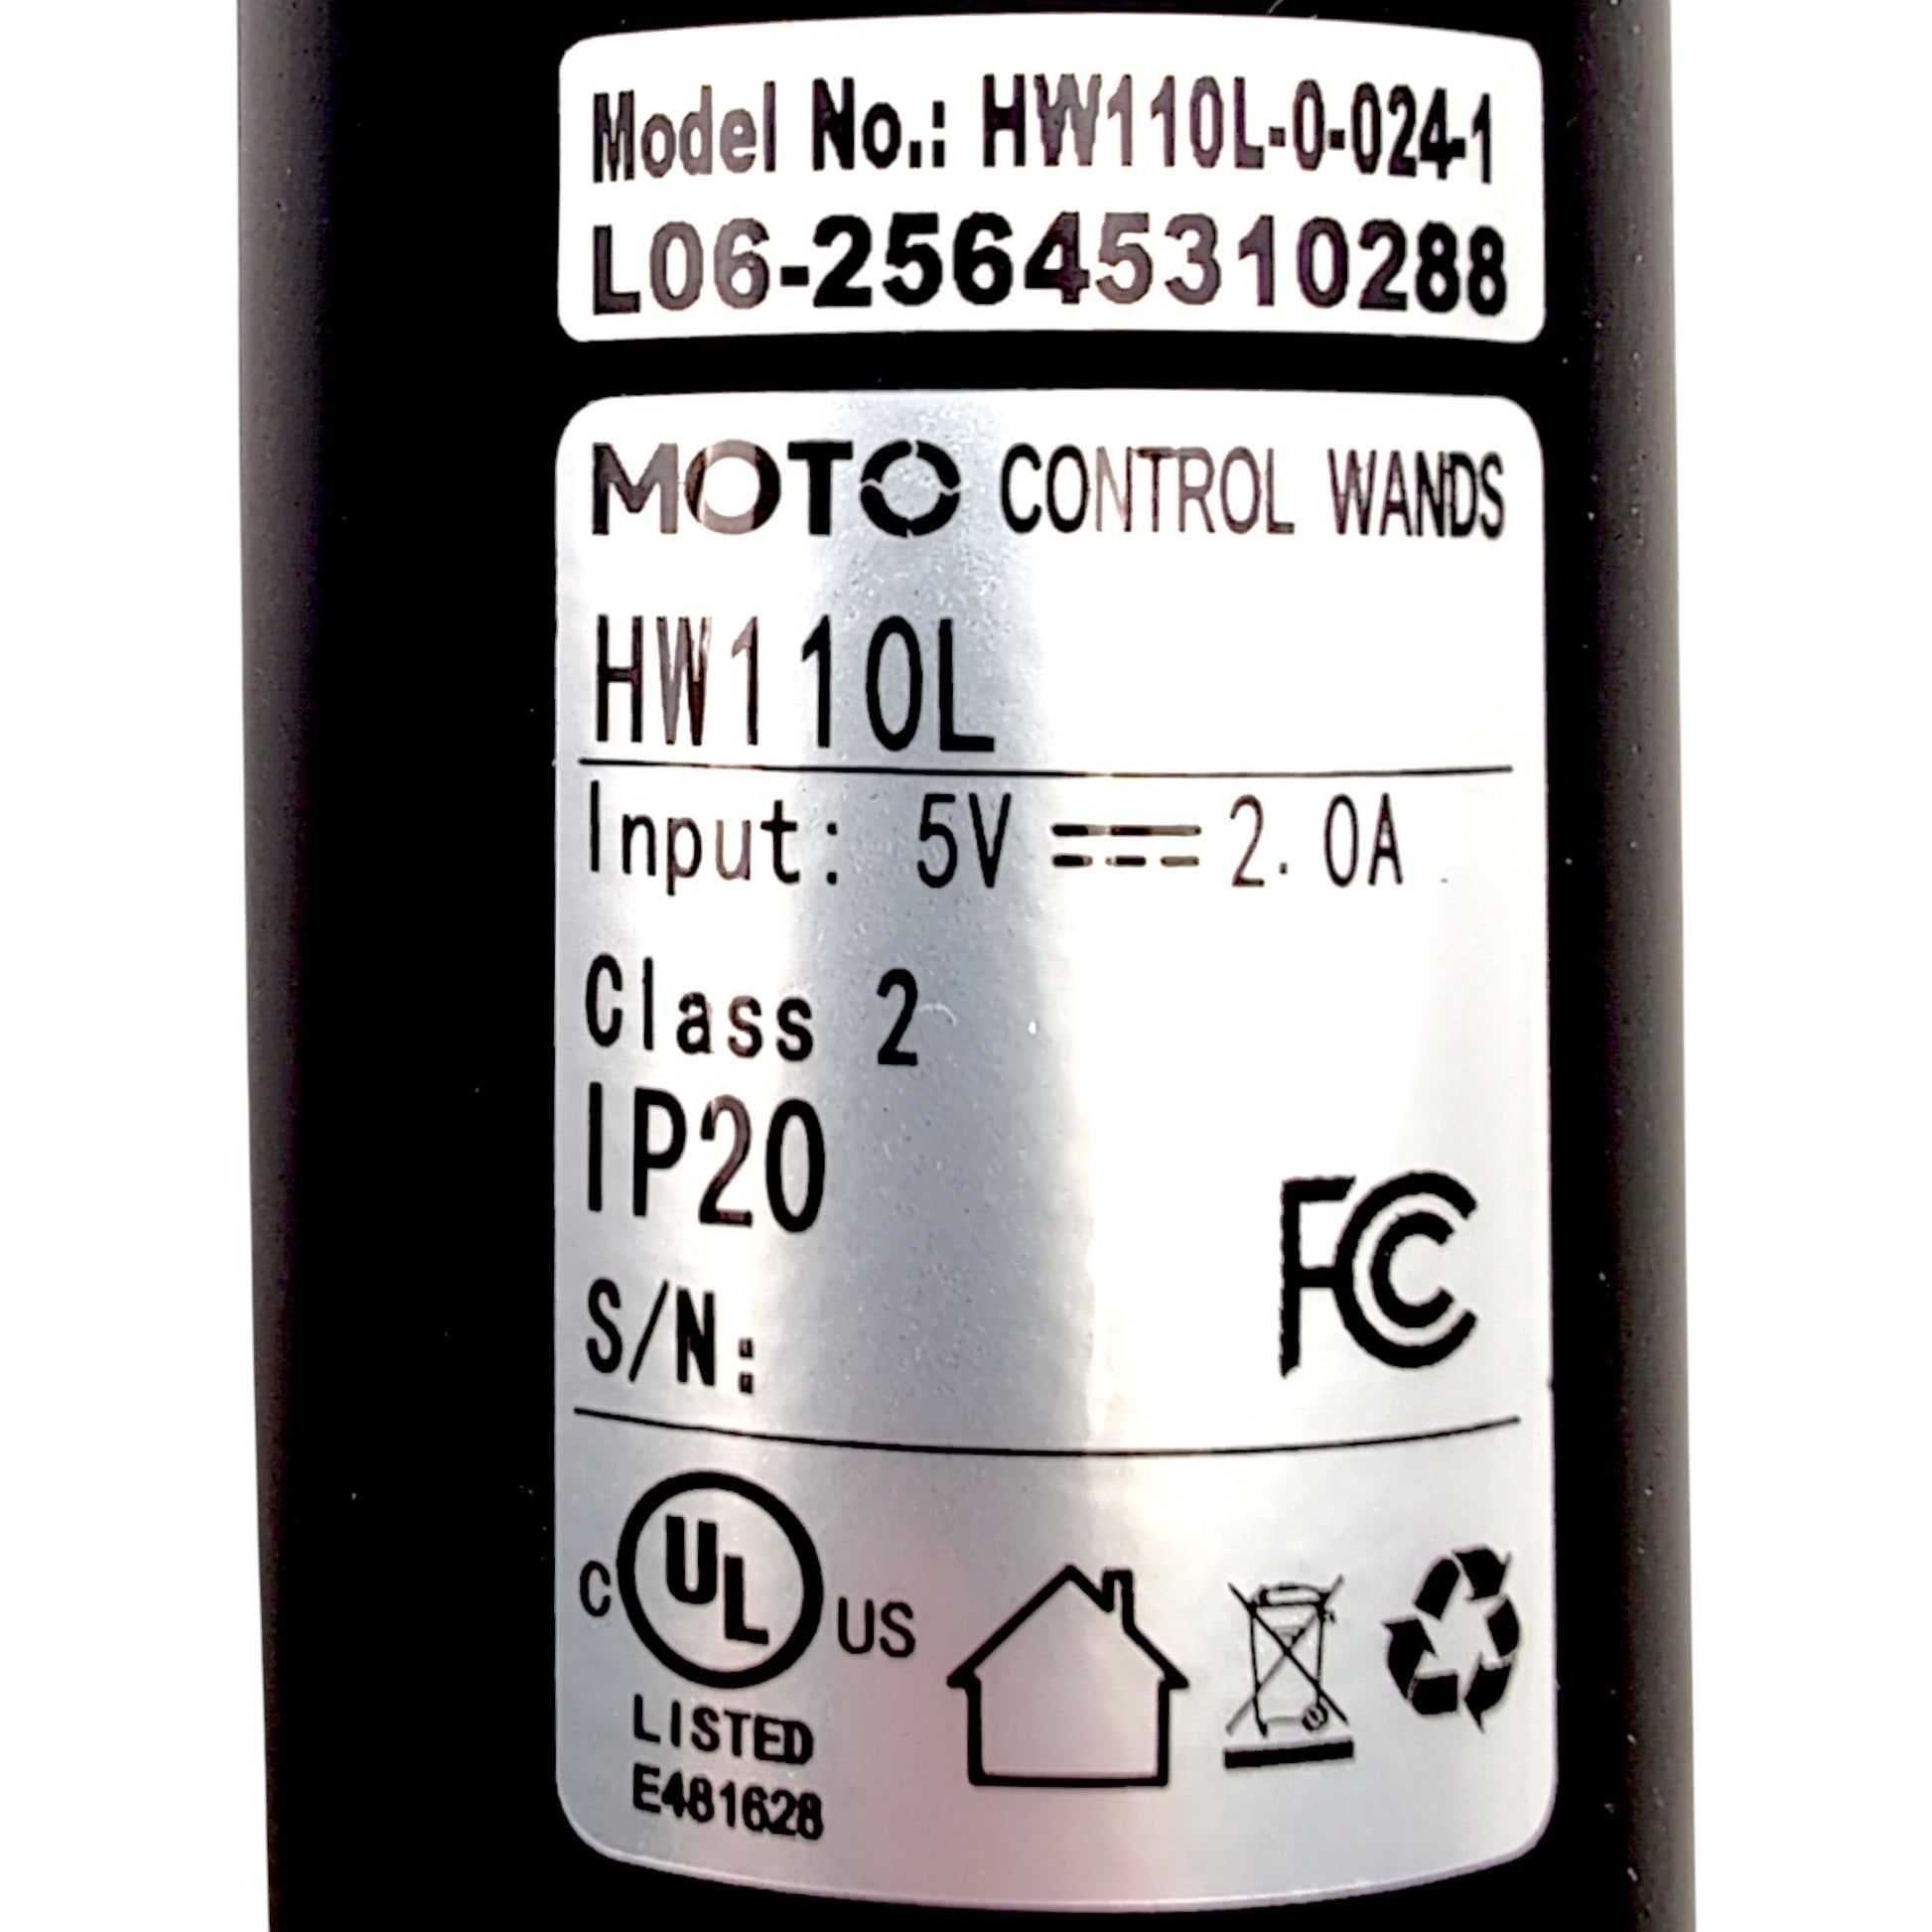 Model No.: HW110L-0-024-1
L06-25645310288
MOTO CONTROL WANDS
HW110L
Input: 5V ⎓ 2.0A
Class 2
IP20
S/N:
FC
C UL US
LISTED
E481628